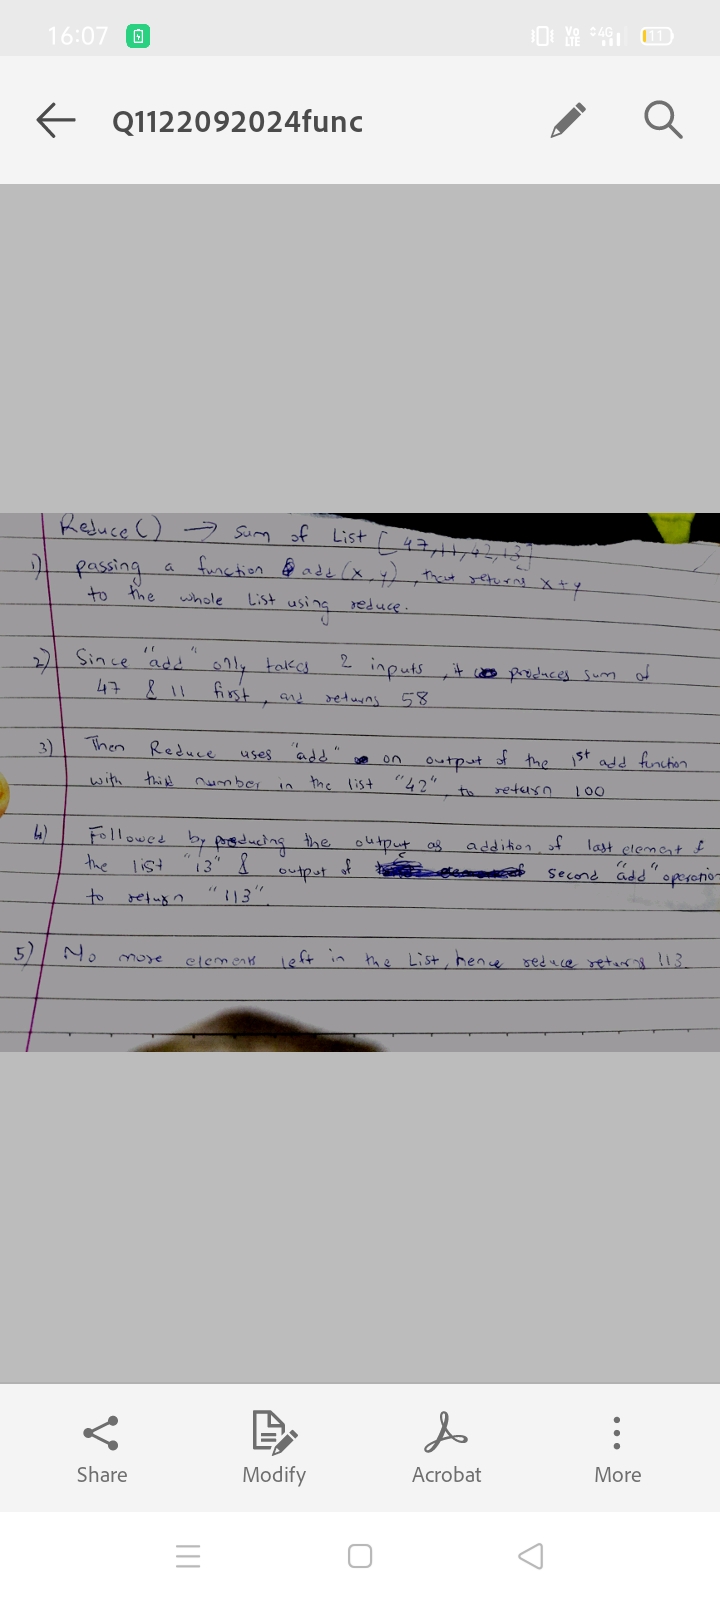 16:07
Vo LTE 4G 11
Q1122092024func
Reduce() → sum of List [47,11,42,13]
1) passing a function add(x,y), that returns x+y
to the whole List using reduce.
2) Since "add" only takes 2 inputs, it produces sum of
47 & 11 first, and returns 58
3) Then Reduce uses "add" on output of the 1st add function
with third number in the list "42", to return 100
4) Followed by producing the output as addition of last element of
the list "13" & output of second "add" operation
to return "113".
5) No more elements left in the List, hence reduce returns 113.
Share Modify Acrobat More